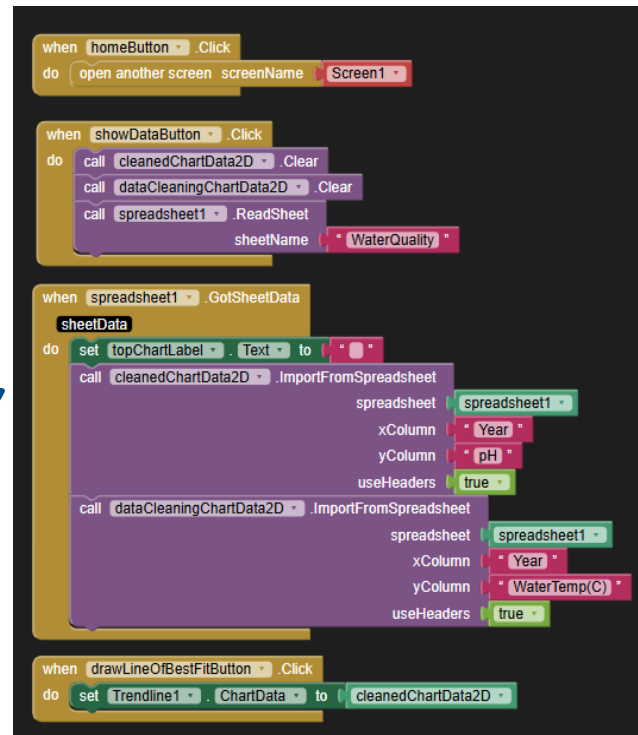 when homeButton .Click
do open another screen screenName Screen1
when showDataButton .Click
do call cleanedChartData2D .Clear
call dataCleaningChartData2D .Clear
call spreadsheet1 .ReadSheet
sheetName " WaterQuality "
when spreadsheet1 .GotSheetData
sheetData
do set topChartLabel . Text to " "
call cleanedChartData2D .ImportFromSpreadsheet
spreadsheet spreadsheet1
xColumn " Year "
yColumn " pH "
useHeaders true
call dataCleaningChartData2D .ImportFromSpreadsheet
spreadsheet spreadsheet1
xColumn " Year "
yColumn " WaterTemp(C) "
useHeaders true
when drawLineOfBestFitButton .Click
do set Trendline1 . ChartData to cleanedChartData2D